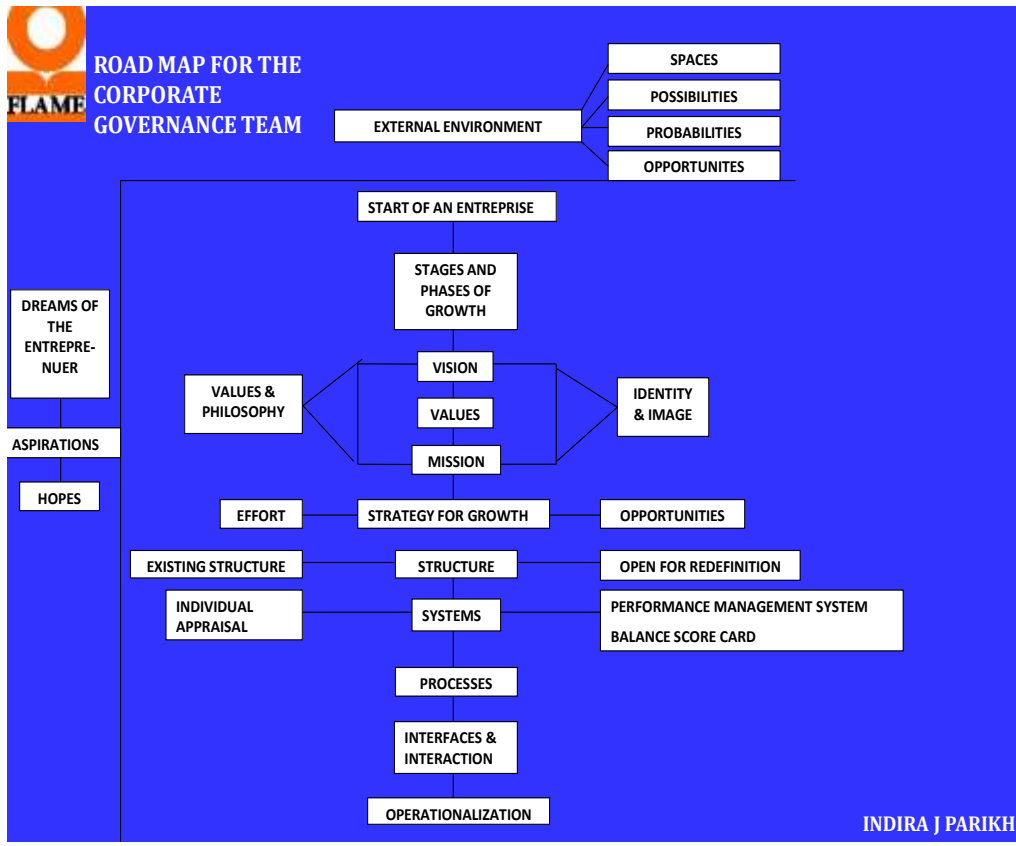 FLAME
ROAD MAP FOR THE
CORPORATE
GOVERNANCE TEAM
EXTERNAL ENVIRONMENT
SPACES
POSSIBILITIES
PROBABILITIES
OPPORTUNITES
START OF AN ENTREPRISE
STAGES AND
PHASES OF
GROWTH
DREAMS OF
THE
ENTREPRE-
NUER
ASPIRATIONS
HOPES
VALUES &
PHILOSOPHY
VISION
VALUES
MISSION
IDENTITY
& IMAGE
EFFORT
STRATEGY FOR GROWTH
OPPORTUNITIES
EXISTING STRUCTURE
STRUCTURE
OPEN FOR REDEFINITION
INDIVIDUAL
APPRAISAL
SYSTEMS
PERFORMANCE MANAGEMENT SYSTEM
BALANCE SCORE CARD
PROCESSES
INTERFACES &
INTERACTION
OPERATIONALIZATION
INDIRA J PARIKH